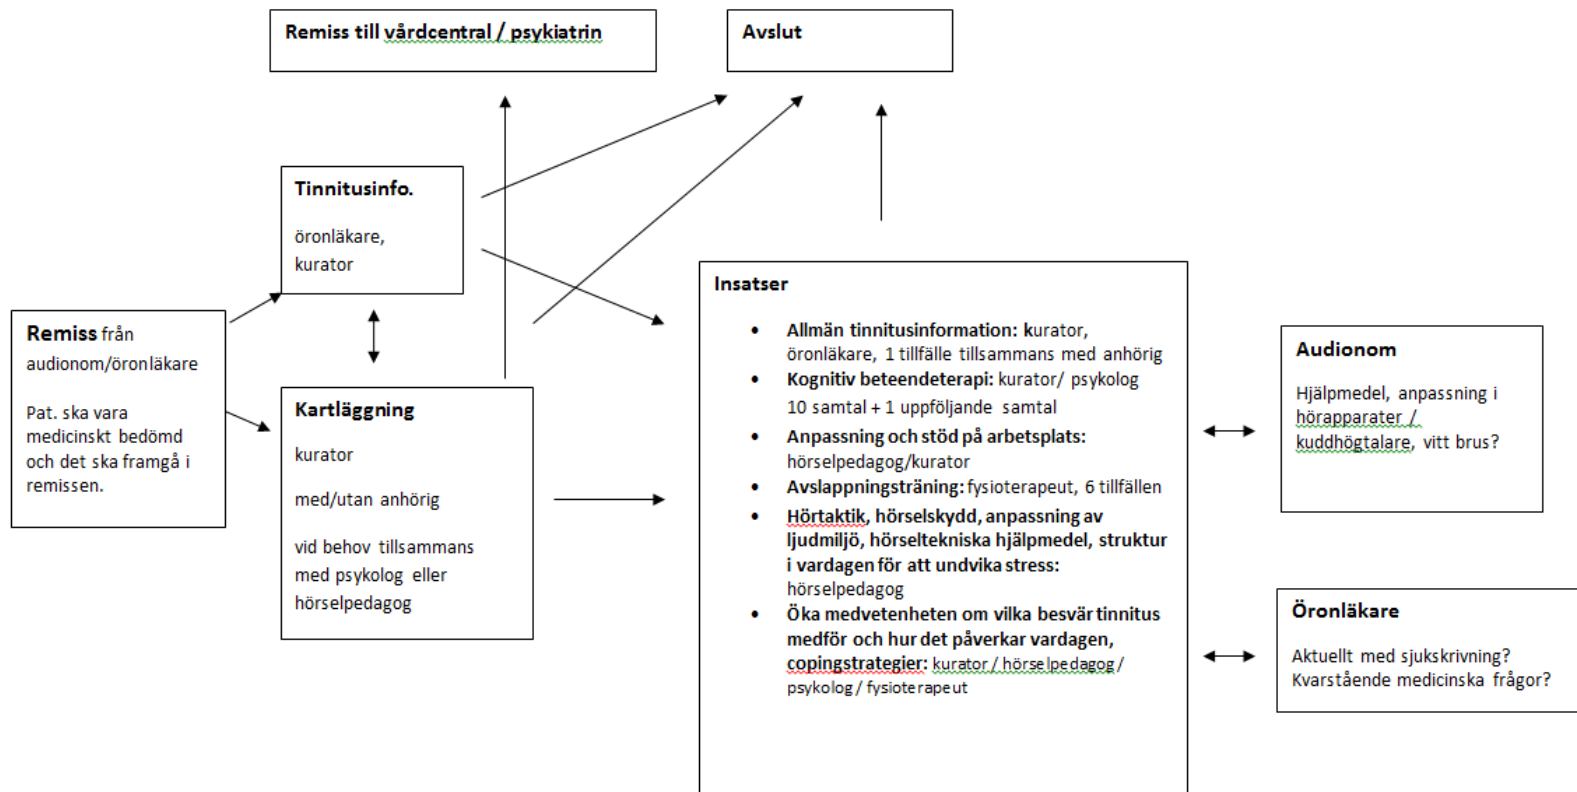 Remiss till vårdcentral / psykiatrin
Avslut
Tinnitusinfo.
öronläkare,
kurator
Remiss från
audionom/öronläkare
Pat. ska vara
medicinskt bedömd
och det ska framgå i
remissen.
Kartläggning
kurator
med/utan anhörig
vid behov tillsammans
med psykolog eller
hörselpedagog
Insatser
• Allmän tinnitusinformation: kurator,
öronläkare, 1 tillfälle tillsammans med anhörig
• Kognitiv beteendeterapi: kurator/ psykolog
10 samtal + 1 uppföljande samtal
• Anpassning och stöd på arbetsplats:
hörselpedagog/kurator
• Avslappningsträning: fysioterapeut, 6 tillfällen
• Hörtaktik, hörselskydd, anpassning av
ljudmiljö, hörseltekniska hjälpmedel, struktur
i vardagen för att undvika stress:
hörselpedagog
• Öka medvetenheten om vilka besvär tinnitus
medför och hur det påverkar vardagen,
copingstrategier: kurator / hörselpedagog /
psykolog / fysioterapeut
Audionom
Hjälpmedel, anpassning i
hörapparater /
kuddhögtalare, vitt brus?
Öronläkare
Aktuellt med sjukskrivning?
Kvarstående medicinska frågor?